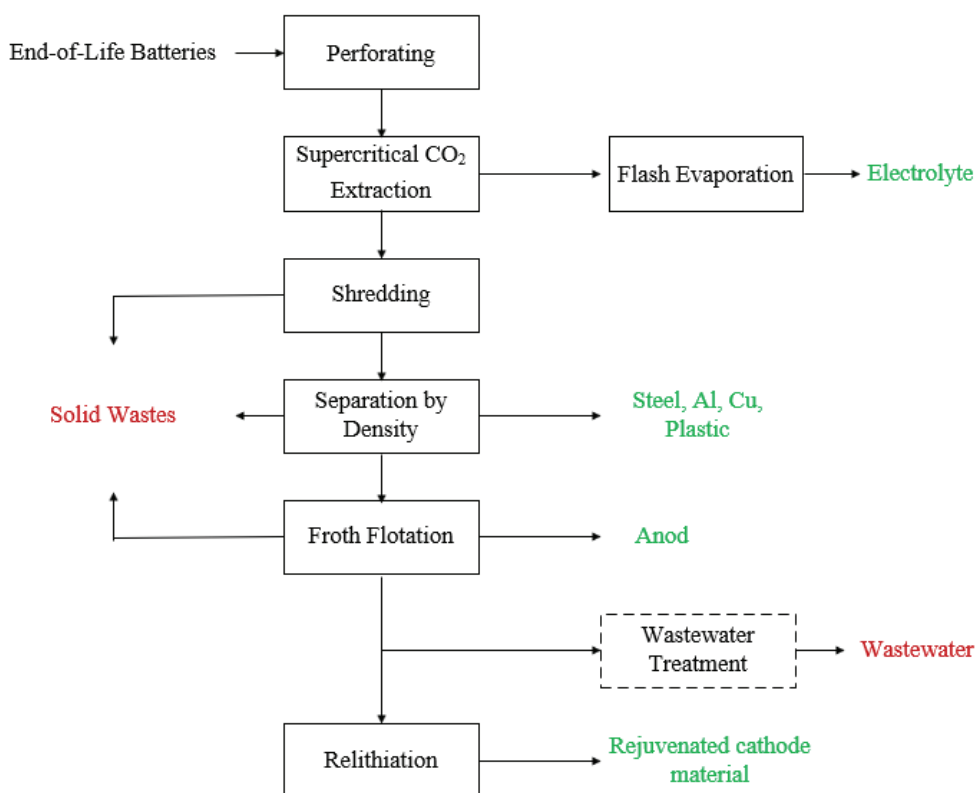 End-of-Life Batteries
Perforating
Supercritical CO₂
Extraction
Flash Evaporation
Electrolyte
Shredding
Solid Wastes
Separation by
Density
Steel, Al, Cu,
Plastic
Froth Flotation
Anod
Wastewater
Treatment
Wastewater
Relithiation
Rejuvenated cathode
material